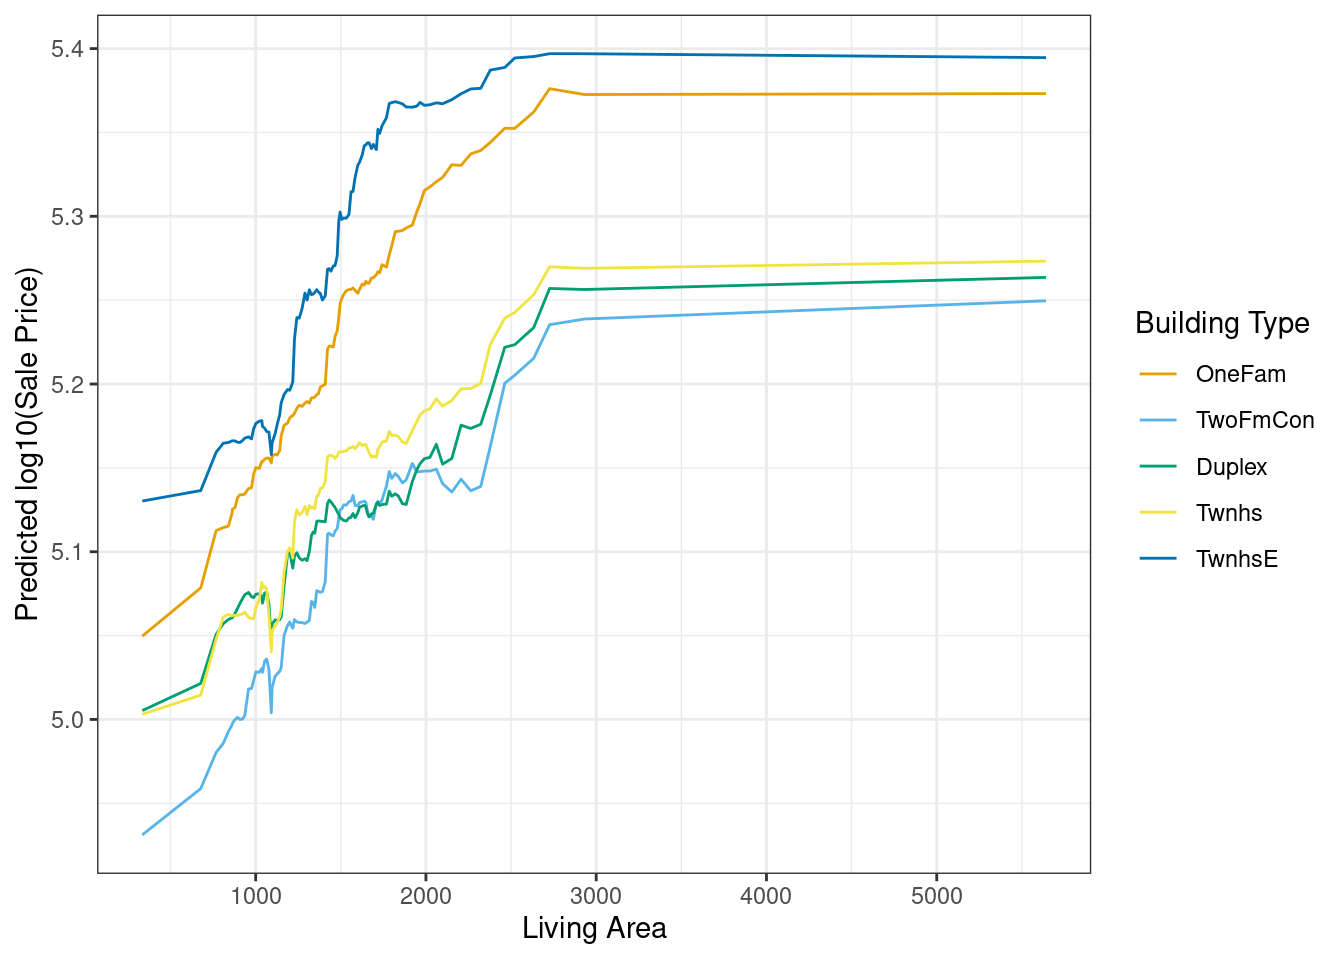 5.4
5.3
5.2
5.1
5.0
Predicted log10(Sale Price)
1000 2000 3000 4000 5000
Living Area
Building Type
OneFam
TwoFmCon
Duplex
Twnhs
TwnhsE